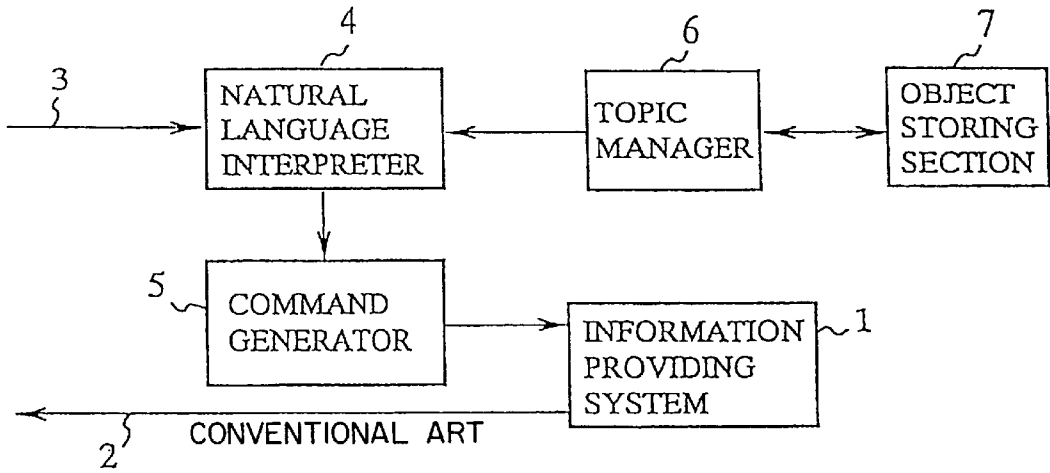 4
6
7
3
NATURAL
LANGUAGE
INTERPRETER
TOPIC
MANAGER
OBJECT
STORING
SECTION
5
COMMAND
GENERATOR
1
INFORMATION
PROVIDING
SYSTEM
2
CONVENTIONAL ART